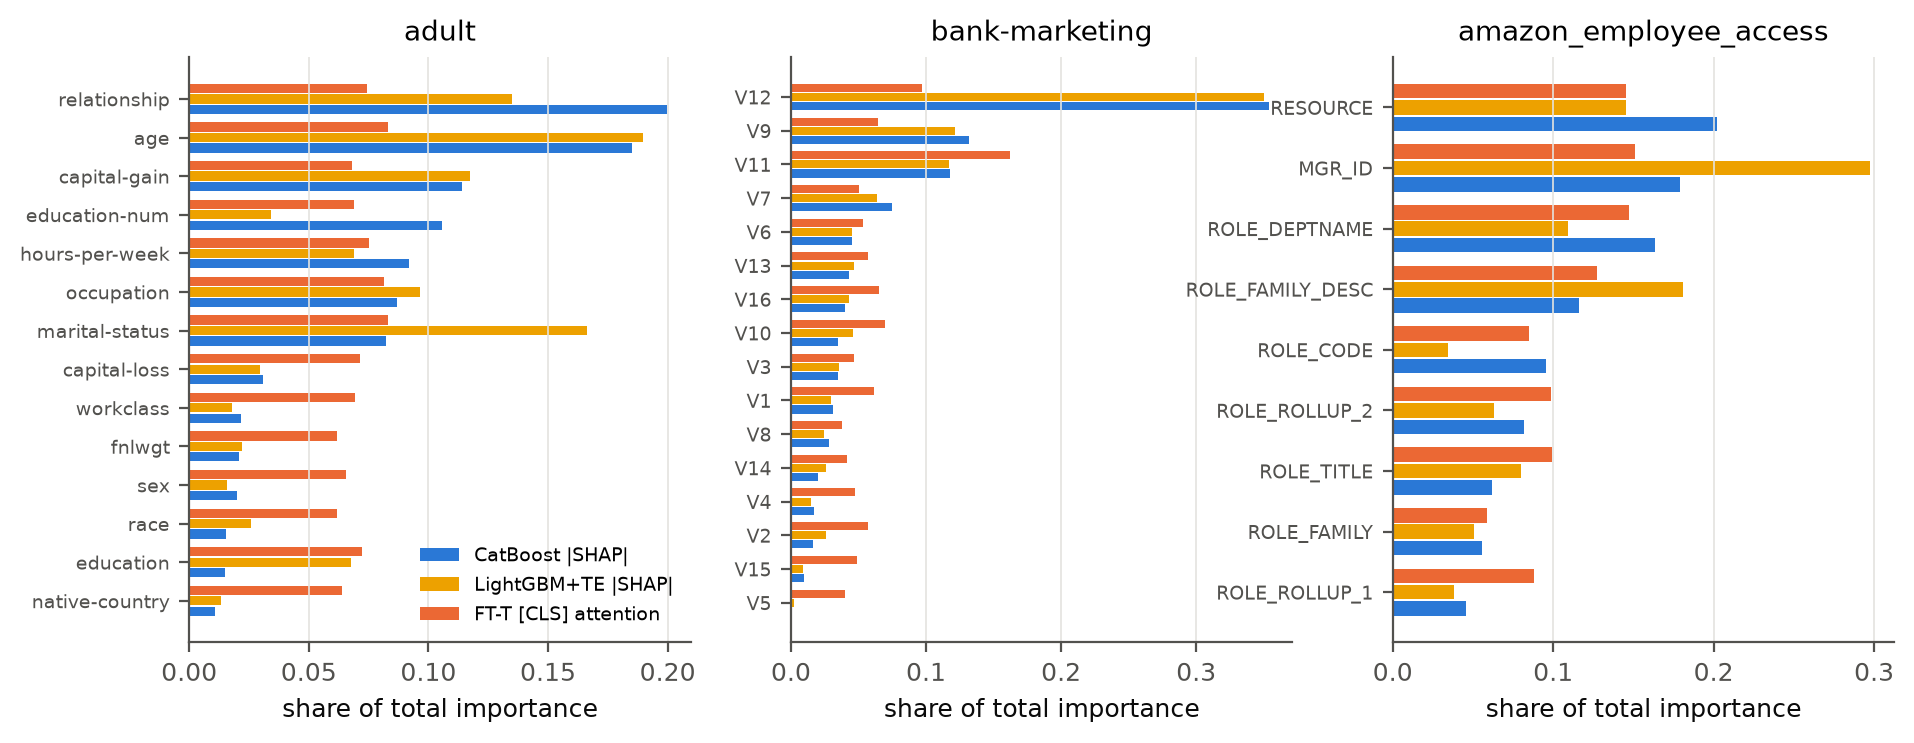 adult
relationship
age
capital-gain
education-num
hours-per-week
occupation
marital-status
capital-loss
workclass
fnlwgt
sex
race
education
native-country
CatBoost |SHAP|
LightGBM+TE |SHAP|
FT-T [CLS] attention
0.00 0.05 0.10 0.15 0.20
share of total importance
bank-marketing
V12
V9
V11
V7
V6
V13
V16
V10
V3
V1
V8
V14
V4
V2
V15
V5
0.0 0.1 0.2 0.3
share of total importance
amazon_employee_access
RESOURCE
MGR_ID
ROLE_DEPTNAME
ROLE_FAMILY_DESC
ROLE_CODE
ROLE_ROLLUP_2
ROLE_TITLE
ROLE_FAMILY
ROLE_ROLLUP_1
0.0 0.1 0.2 0.3
share of total importance